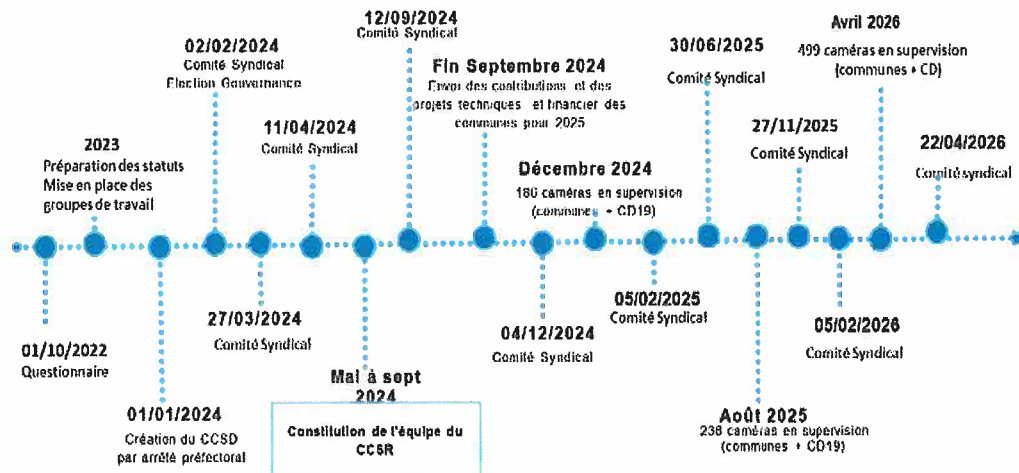 01/10/2022
Questionnaire
2023
Préparation des statuts
Mise en place des
groupes de travail
01/01/2024
Création du CCSD
par arrêté préfectoral
02/02/2024
Comité Syndical
Election Gouvernance
27/03/2024
Comité Syndical
11/04/2024
Comité Syndical
Mai à sept
2024
Constitution de l'équipe du
CCSR
12/09/2024
Comité Syndical
Fin Septembre 2024
Envoi des contributions et des
projets techniques et financier des
communes pour 2025
04/12/2024
Comité Syndical
Décembre 2024
186 caméras en supervision
(communes + CD19)
05/02/2025
Comité Syndical
30/06/2025
Comité Syndical
Août 2025
238 caméras en supervision
(communes + CD19)
27/11/2025
Comité Syndical
05/02/2026
Comité Syndical
Avril 2026
499 caméras en supervision
(communes + CD)
22/04/2026
Comité syndical